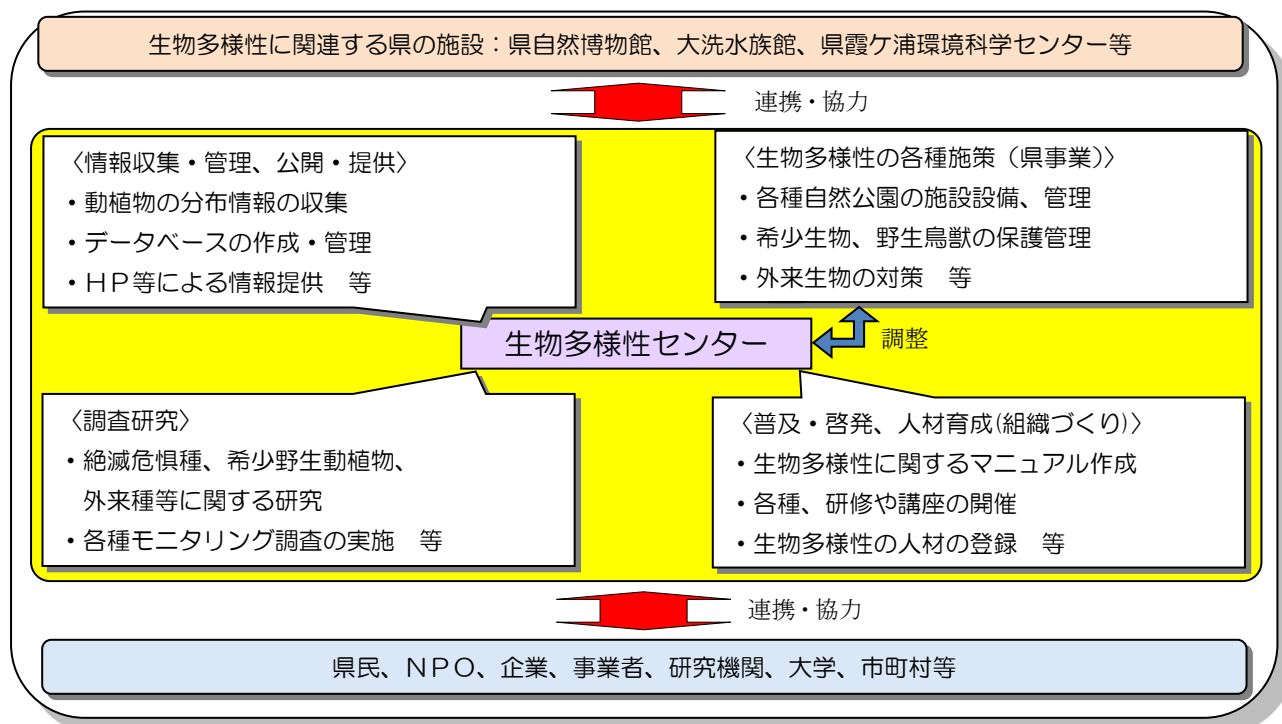 生物多様性に関連する県の施設：県自然博物館、大洗水族館、県霞ケ浦環境科学センター等
連携・協力
〈情報収集・管理、公開・提供〉
・動植物の分布情報の収集
・データベースの作成・管理
・ＨＰ等による情報提供　等
〈生物多様性の各種施策（県事業）〉
・各種自然公園の施設設備、管理
・希少生物、野生鳥獣の保護管理
・外来生物の対策　等
生物多様性センター
調整
〈調査研究〉
・絶滅危惧種、希少野生動植物、
外来種等に関する研究
・各種モニタリング調査の実施　等
〈普及・啓発、人材育成(組織づくり)〉
・生物多様性に関するマニュアル作成
・各種、研修や講座の開催
・生物多様性の人材の登録　等
連携・協力
県民、ＮＰＯ、企業、事業者、研究機関、大学、市町村等